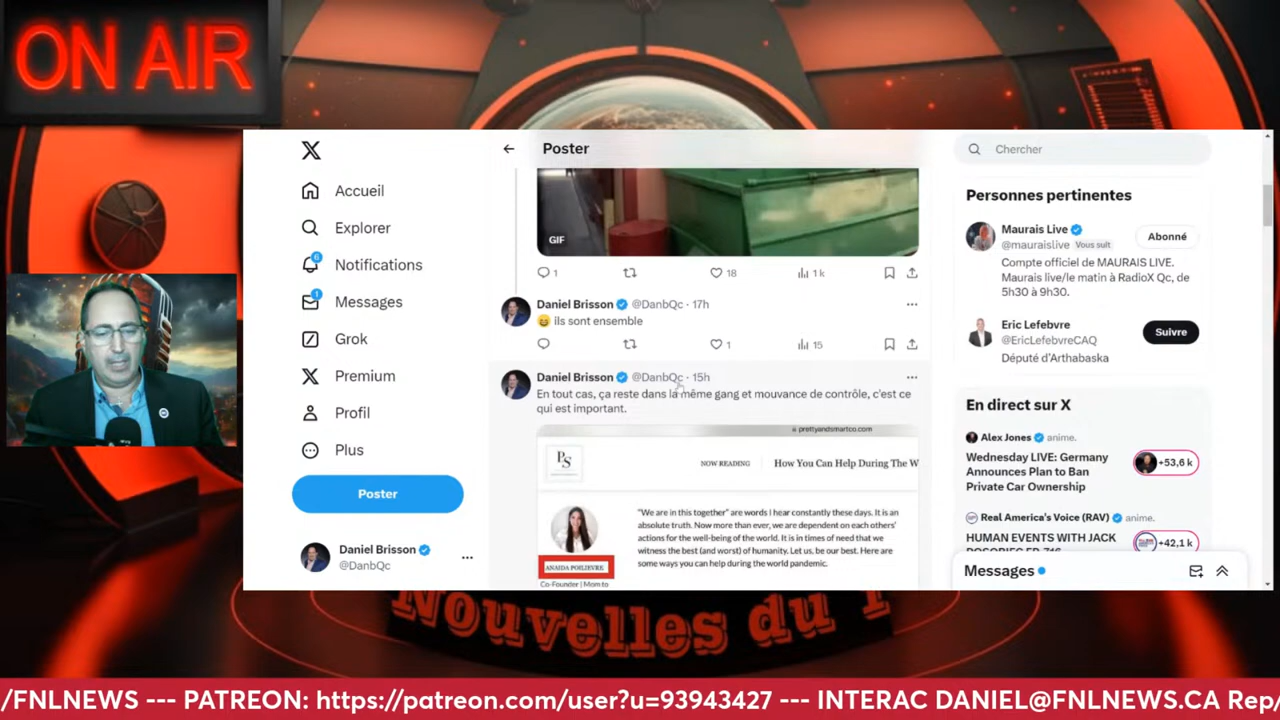 ON AIR
X
Accueil
Explorer
6
Notifications
1
Messages
Grok
Premium
Profil
Plus
Poster
Daniel Brisson
@DanbQc
Poster
GIF
1
18
1 k
Daniel Brisson @DanbQc · 17h
😄 ils sont ensemble
1
15
Daniel Brisson @DanbQc · 15h
En tout cas, ça reste dans la même gang et mouvance de contrôle, c'est ce
qui est important.
prettyandsmartco.com
PS
NOW READING
How You Can Help During The W
"We are in this together" are words I hear constantly these days. It is an
absolute truth. Now more than ever, we are dependent on each others'
actions for the well-being of the world. It is in times of need that we
witness the best (and worst) of humanity. Let us, be our best. Here are
some ways you can help during the world pandemic.
ANAIDA POILIEVRE
Co-Founder | Mom to
Chercher
Personnes pertinentes
Maurais Live
@mauraislive Vous suit
Abonné
Compte officiel de MAURAIS LIVE.
Maurais live/le matin à RadioX Qc, de
5h30 à 9h30.
Eric Lefebvre
@EricLefebvreCAQ
Suivre
Député d'Arthabaska
En direct sur X
Alex Jones anime.
Wednesday LIVE: Germany
Announces Plan to Ban
Private Car Ownership
+53,6 k
Real America's Voice (RAV) anime.
HUMAN EVENTS WITH JACK
+42,1 k
Messages
Nouvelles du
/FNLNEWS --- PATREON: https://patreon.com/user?u=93943427 --- INTERAC DANIEL@FNLNEWS.CA Rep/